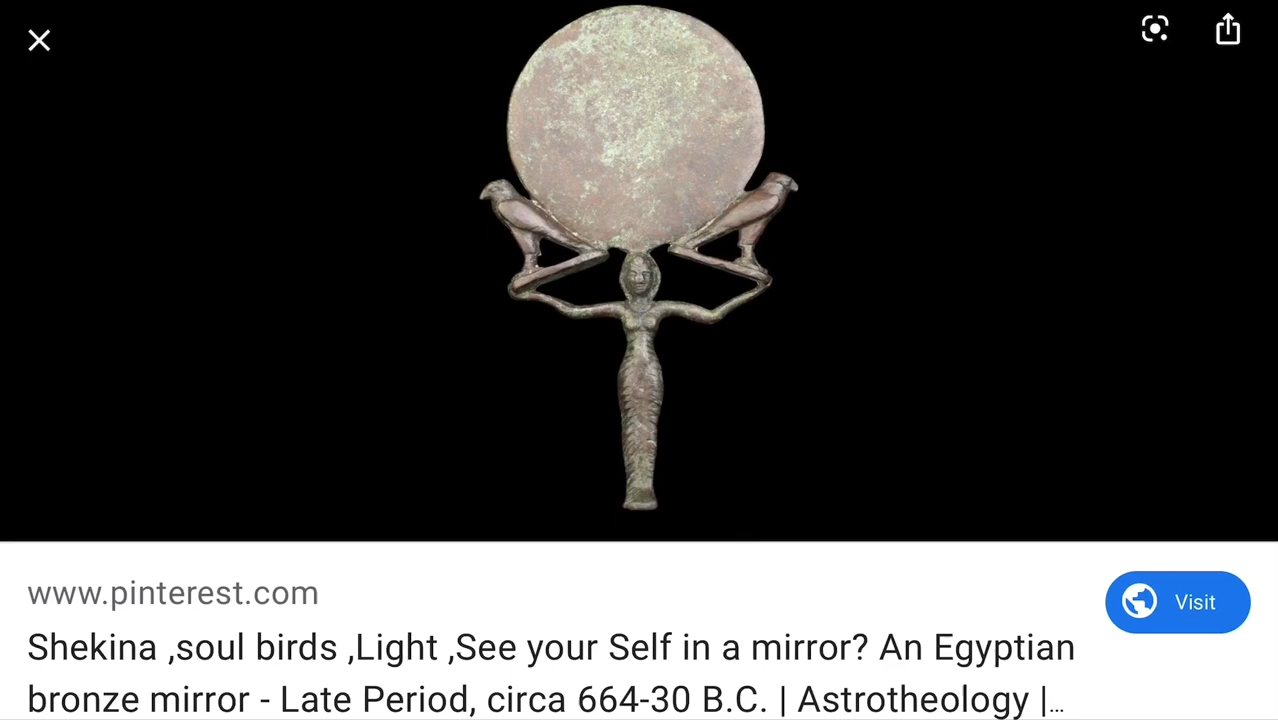 www.pinterest.com
Visit
Shekina ,soul birds ,Light ,See your Self in a mirror? An Egyptian
bronze mirror - Late Period, circa 664-30 B.C. | Astrotheology |...